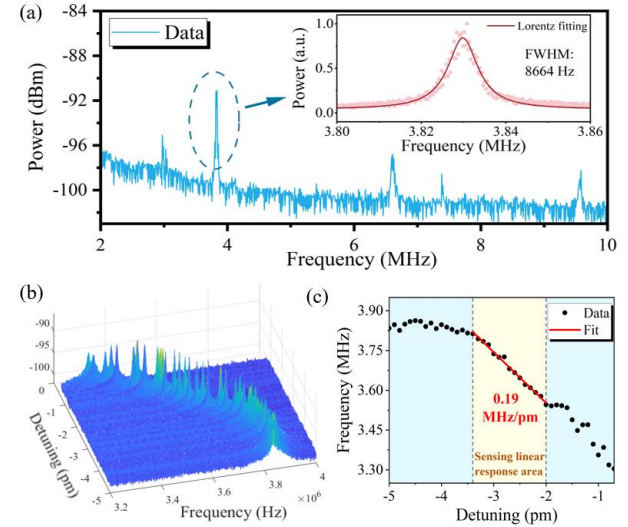 (a)
-84
-88
-92
-96
-100
Power (dBm)
Data
2
4
6
8
10
Frequency (MHz)
1.0
0.5
0.0
Power (a.u.)
Lorentz fitting
FWHM:
8664 Hz
3.80
3.82
3.84
3.86
Frequency (MHz)
(b)
-90
-95
-100
0
-1
-2
-3
-4
-5
Detuning (pm)
3.2
3.4
3.6
3.8
4
×10⁶
Frequency (Hz)
(c)
3.90
3.75
3.60
3.45
3.30
Frequency (MHz)
Data
Fit
0.19
MHz/pm
Sensing linear
response area
-5
-4
-3
-2
-1
Detuning (pm)